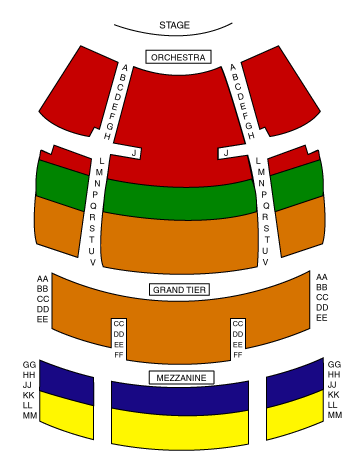 STAGE
ORCHESTRA
A A
B B
C C
D D
E E
F F
G G
H H
J J
L L
M M
N N
P P
Q Q
R R
S S
T T
U U
V V
GRAND TIER
AA AA
BB BB
CC CC
DD DD
EE EE
CC CC
DD DD
EE EE
FF FF
MEZZANINE
GG GG
HH HH
JJ JJ
KK KK
LL LL
MM MM